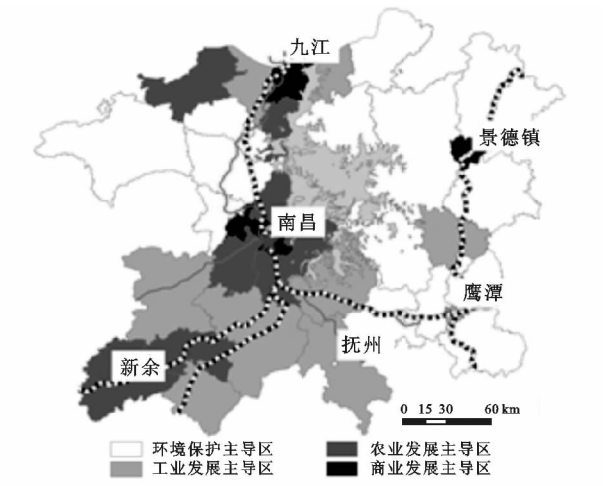 九江
景德镇
南昌
鹰潭
抚州
新余
0 15 30 60 km
环境保护主导区 农业发展主导区
工业发展主导区 商业发展主导区